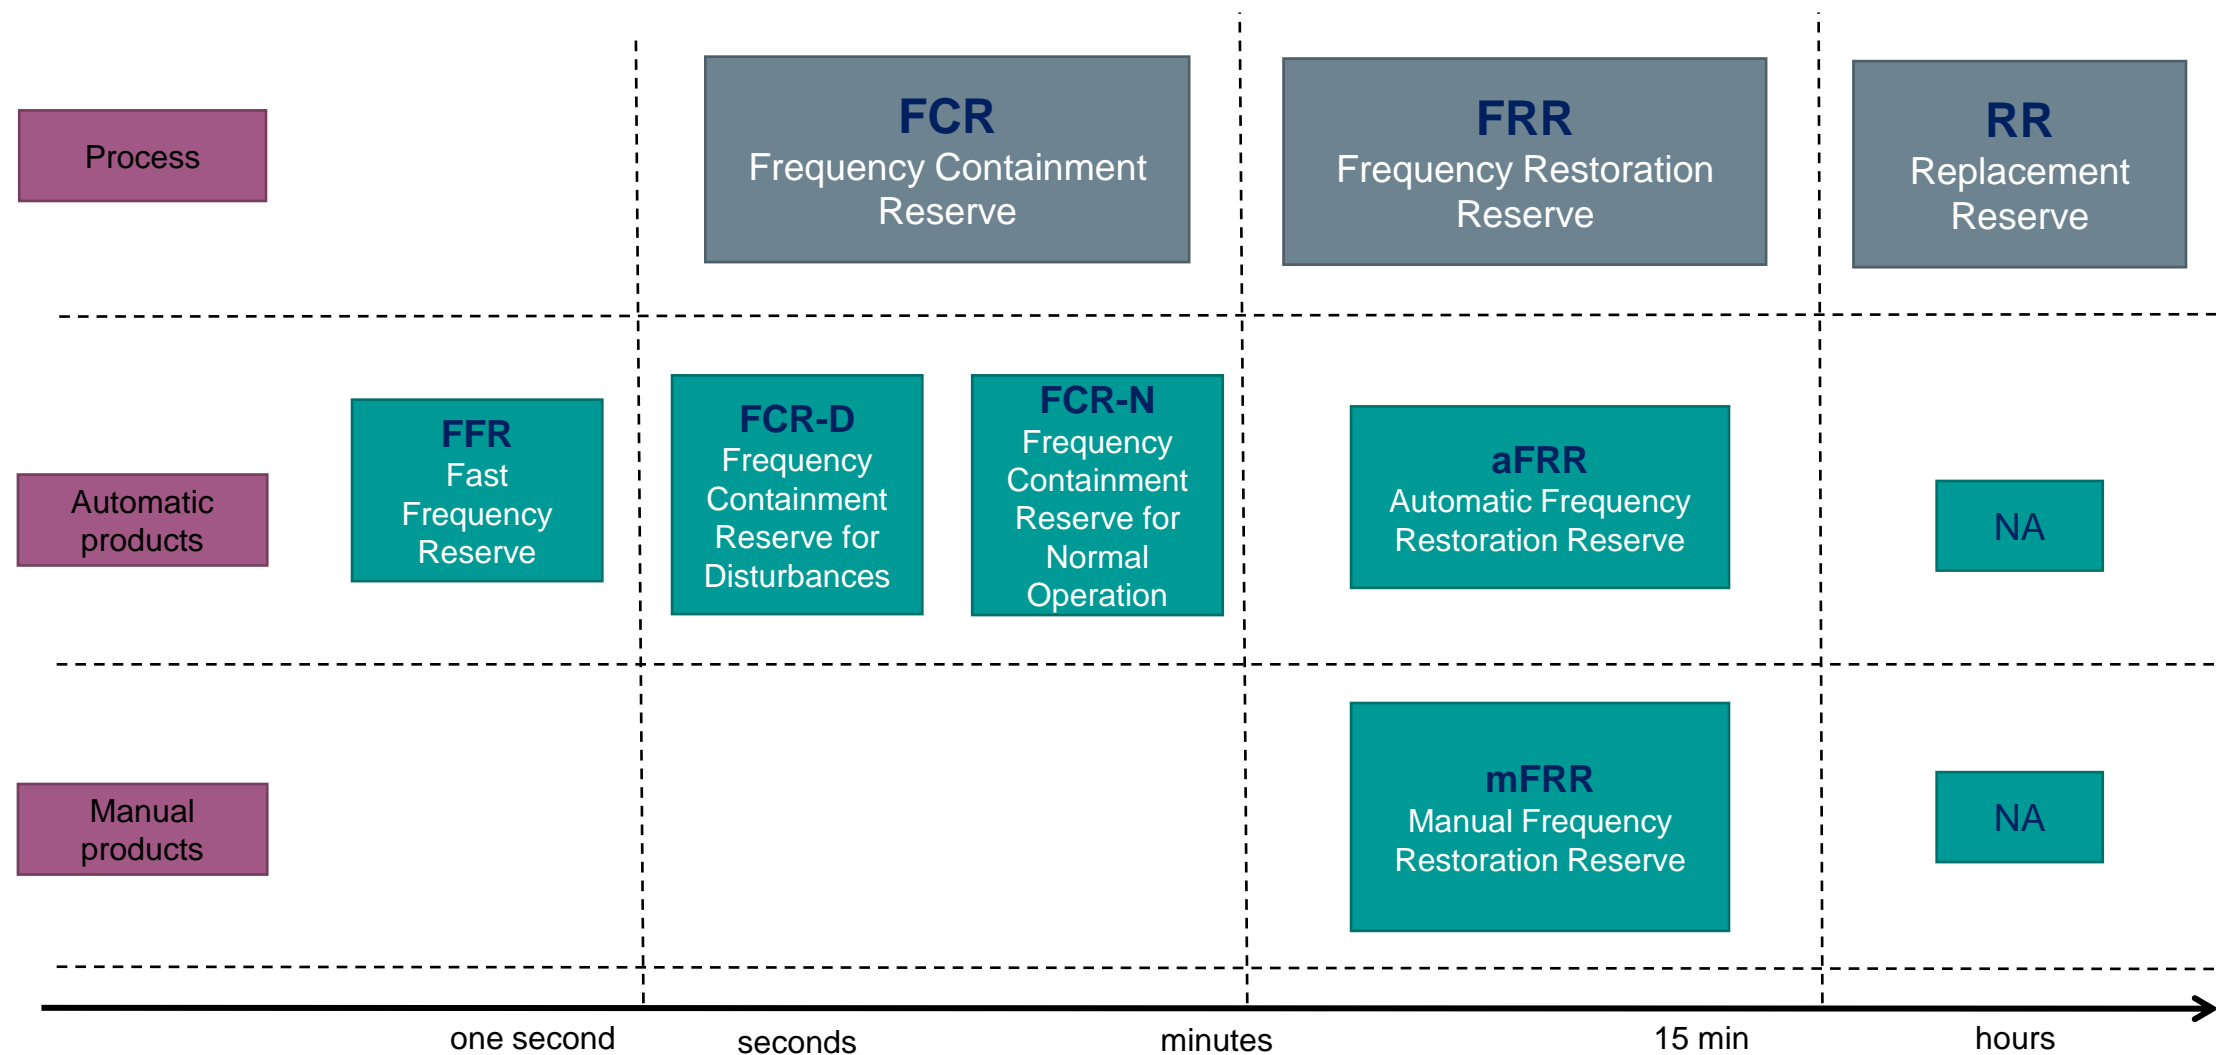 Process
FCR
Frequency Containment
Reserve
FRR
Frequency Restoration
Reserve
RR
Replacement
Reserve
Automatic
products
FFR
Fast
Frequency
Reserve
FCR-D
Frequency
Containment
Reserve for
Disturbances
FCR-N
Frequency
Containment
Reserve for
Normal
Operation
aFRR
Automatic Frequency
Restoration Reserve
NA
Manual
products
mFRR
Manual Frequency
Restoration Reserve
NA
one second
seconds
minutes
15 min
hours